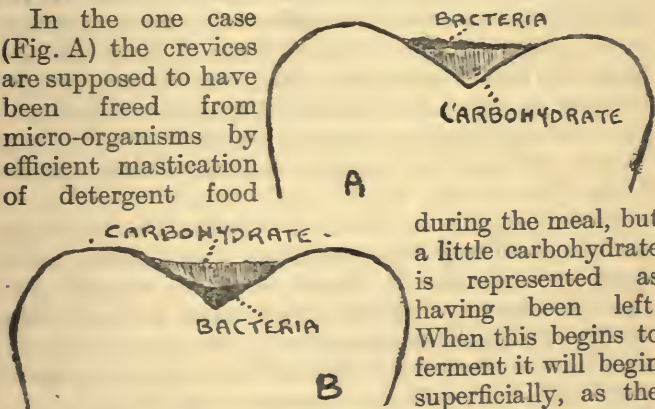 In the one case
(Fig. A) the crevices
are supposed to have
been freed from
micro-organisms by
efficient mastication
of detergent food
BACTERIA
CARBOHYDRATE
A
CARBOHYDRATE
BACTERIA
B
during the meal, but
a little carbohydrate
is represented as
having been left
When this begins to
ferment it will begin
superficially, as the